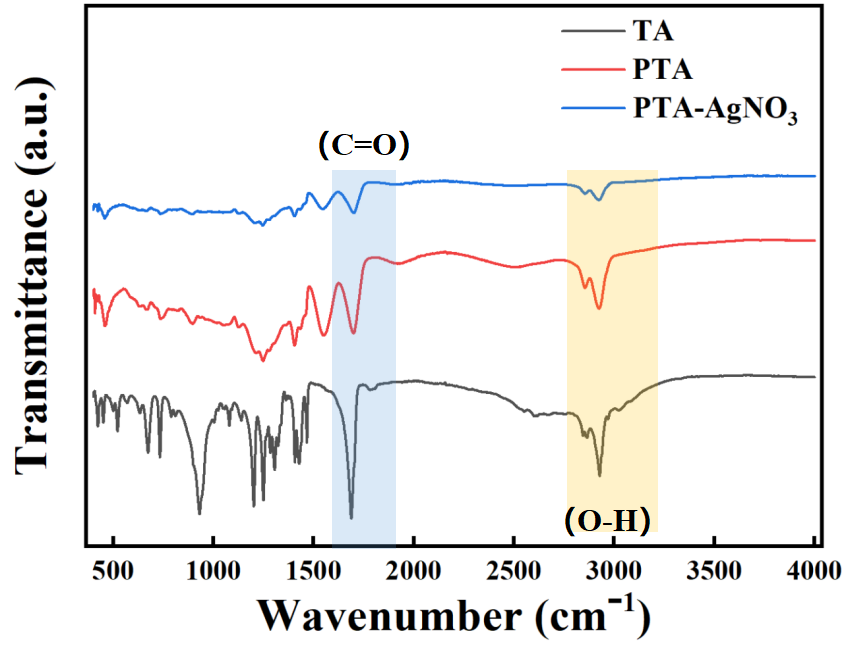 TA
PTA
PTA-AgNO₃
(C=O)
(O-H)
Transmittance (a.u.)
500 1000 1500 2000 2500 3000 3500 4000
Wavenumber (cm⁻¹)